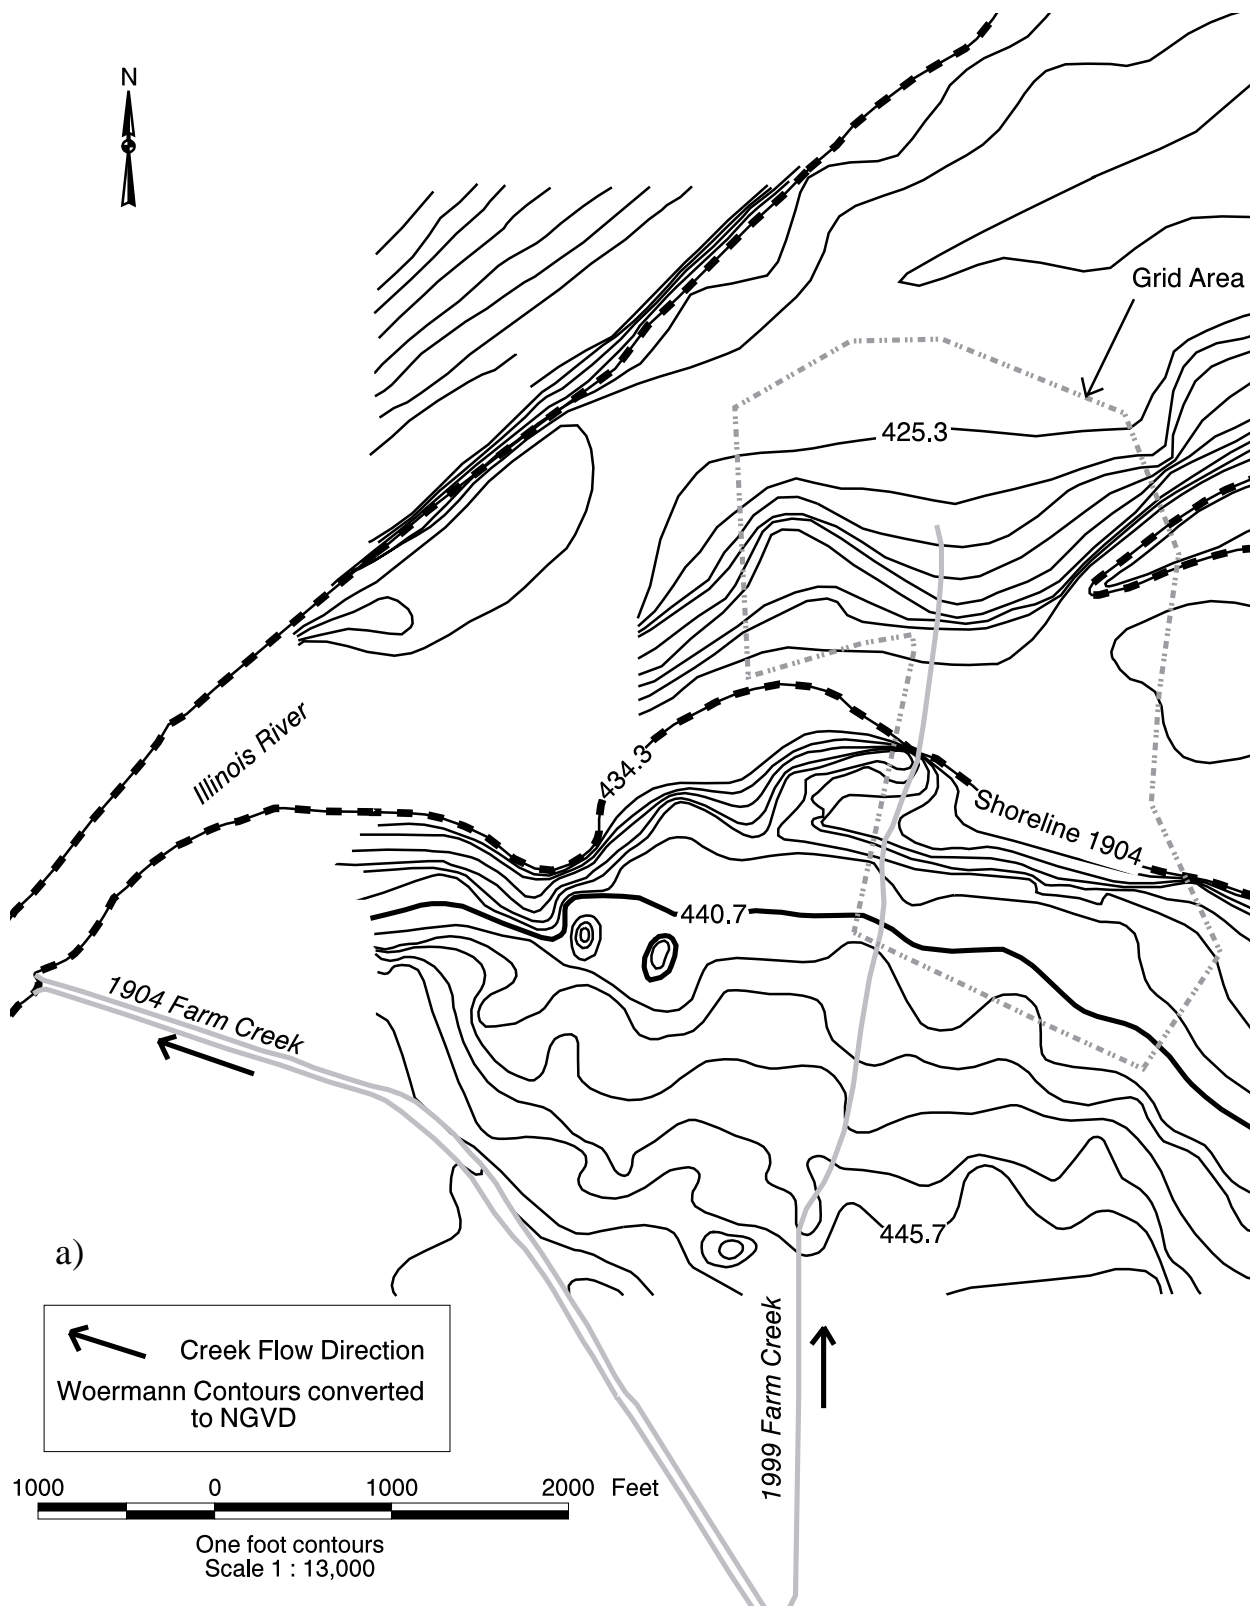 N
Grid Area
425.3
Illinois River
434.3
Shoreline 1904
440.7
1904 Farm Creek
445.7
a)
Creek Flow Direction
Woermann Contours converted
to NGVD
1999 Farm Creek
1000 0 1000 2000 Feet
One foot contours
Scale 1 : 13,000